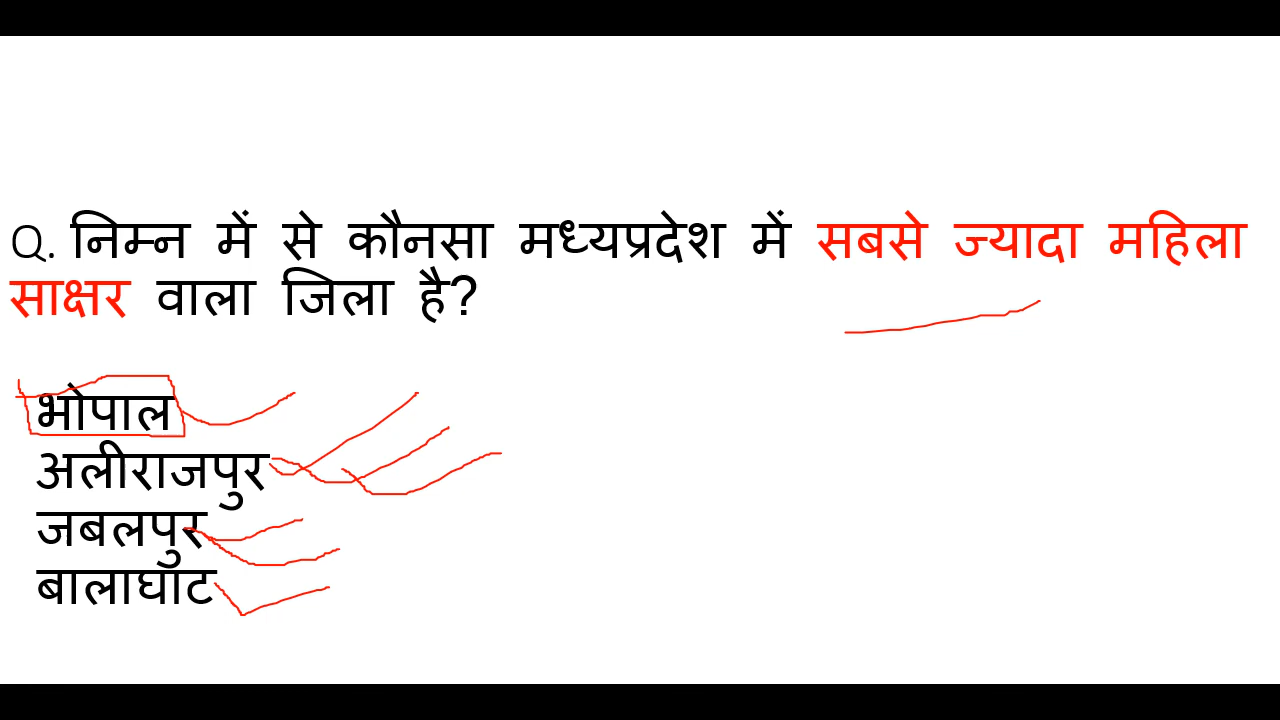 Q. निम्न में से कौनसा मध्यप्रदेश में सबसे ज्यादा महिला
साक्षर वाला जिला है?
भोपाल
अलीराजपुर
जबलपुर
बालाघाट